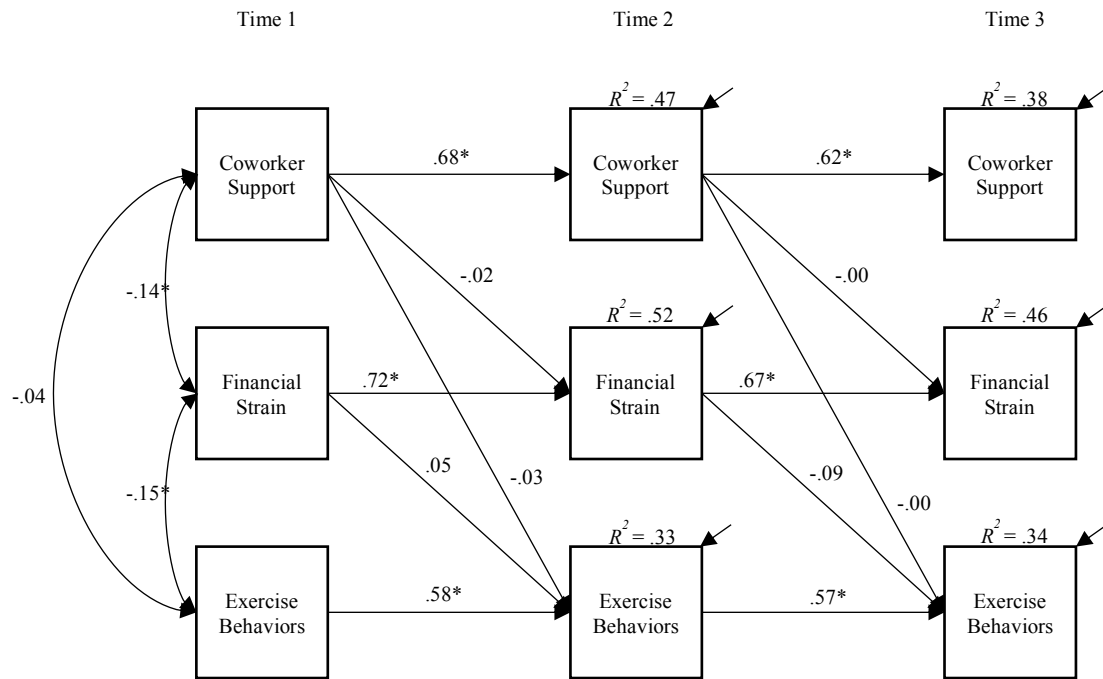 Time 1
Time 2
Time 3
R² = .47
R² = .38
Coworker
Support
.68*
Coworker
Support
.62*
Coworker
Support
-.14*
-.02
-.00
R² = .52
R² = .46
-.04
Financial
Strain
.72*
Financial
Strain
.67*
Financial
Strain
.05
-.03
-.09
-.00
-.15*
R² = .33
R² = .34
Exercise
Behaviors
.58*
Exercise
Behaviors
.57*
Exercise
Behaviors